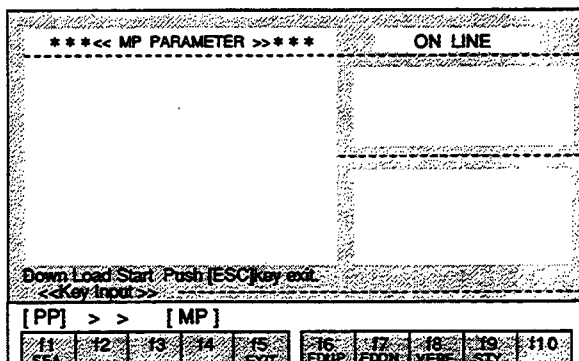 ***<< MP PARAMETER >>***
ON LINE
Down Load Start Push [ESC]key exit.
<<Key Input>>
[PP] > > [MP]
f1 f2 f3 f4 f5 f6 f7 f8 f9 f10
EXIT